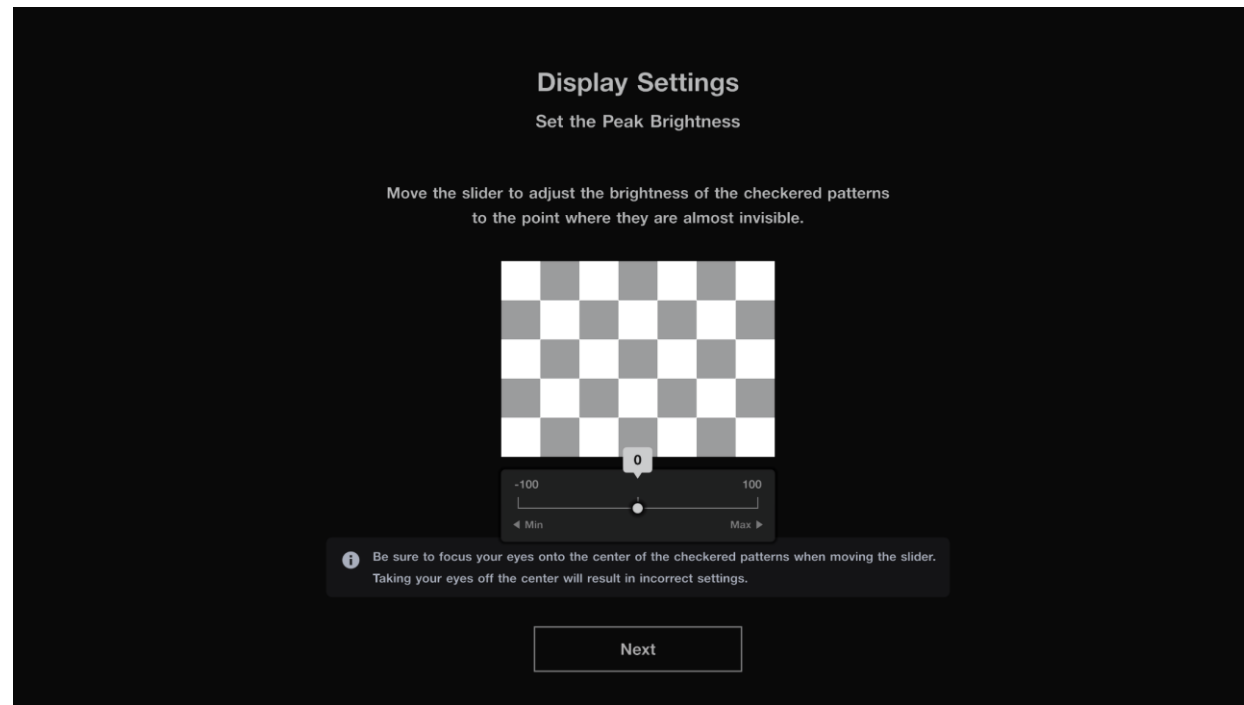 Display Settings
Set the Peak Brightness
Move the slider to adjust the brightness of the checkered patterns
to the point where they are almost invisible.
0
-100 100
◀ Min Max ▶
Be sure to focus your eyes onto the center of the checkered patterns when moving the slider.
Taking your eyes off the center will result in incorrect settings.
Next